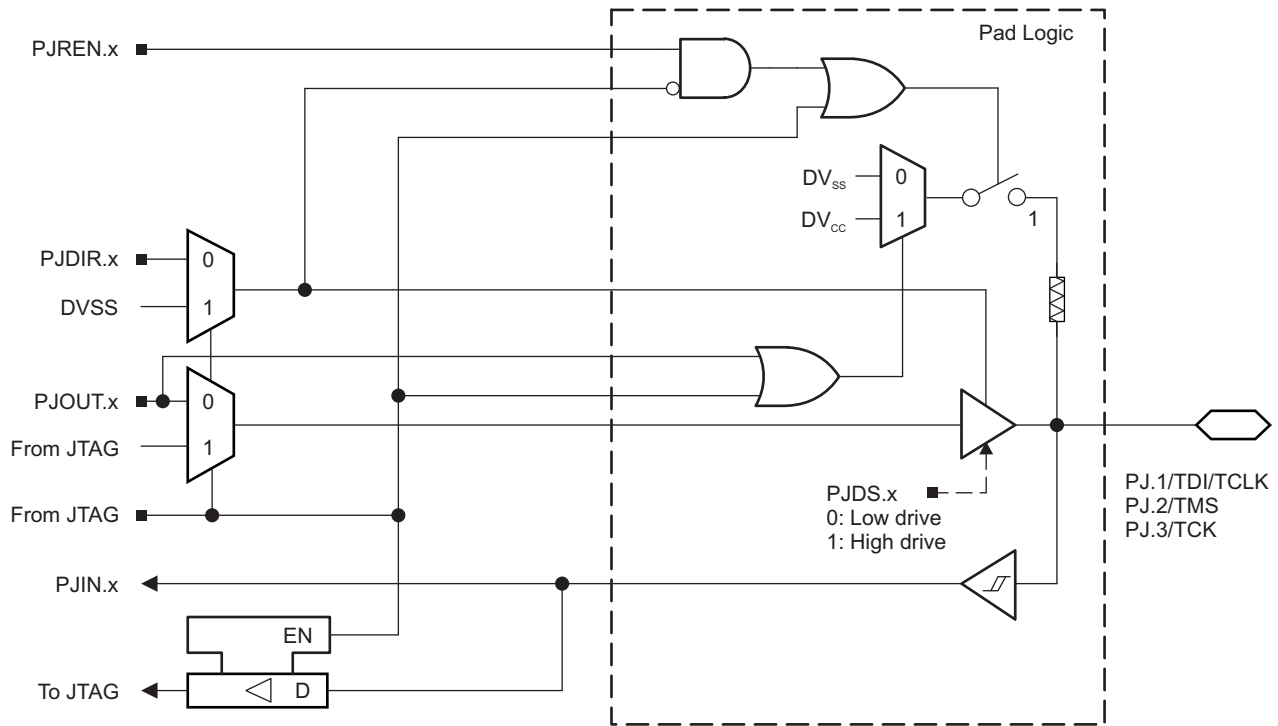 Pad Logic
PJREN.x
DVSS
0
DVCC
1
1
PJDIR.x
0
DVSS
1
PJOUT.x
0
From JTAG
1
PJDS.x
0: Low drive
1: High drive
PJ.1/TDI/TCLK
PJ.2/TMS
PJ.3/TCK
From JTAG
PJIN.x
EN
To JTAG
D